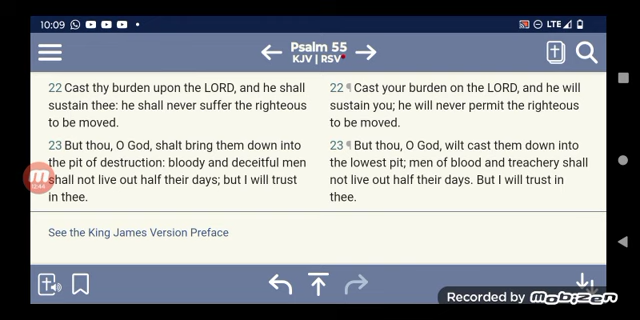 10:09
LTE
Psalm 55
KJV | RSV
22 Cast thy burden upon the LORD, and he shall
sustain thee: he shall never suffer the righteous
to be moved.
23 But thou, O God, shalt bring them down into
the pit of destruction: bloody and deceitful men
shall not live out half their days; but I will trust
in thee.
22 ¶ Cast your burden on the LORD, and he will
sustain you; he will never permit the righteous
to be moved.
23 ¶ But thou, O God, wilt cast them down into
the lowest pit; men of blood and treachery shall
not live out half their days. But I will trust in
thee.
12:44
See the King James Version Preface
Recorded by Mobizen